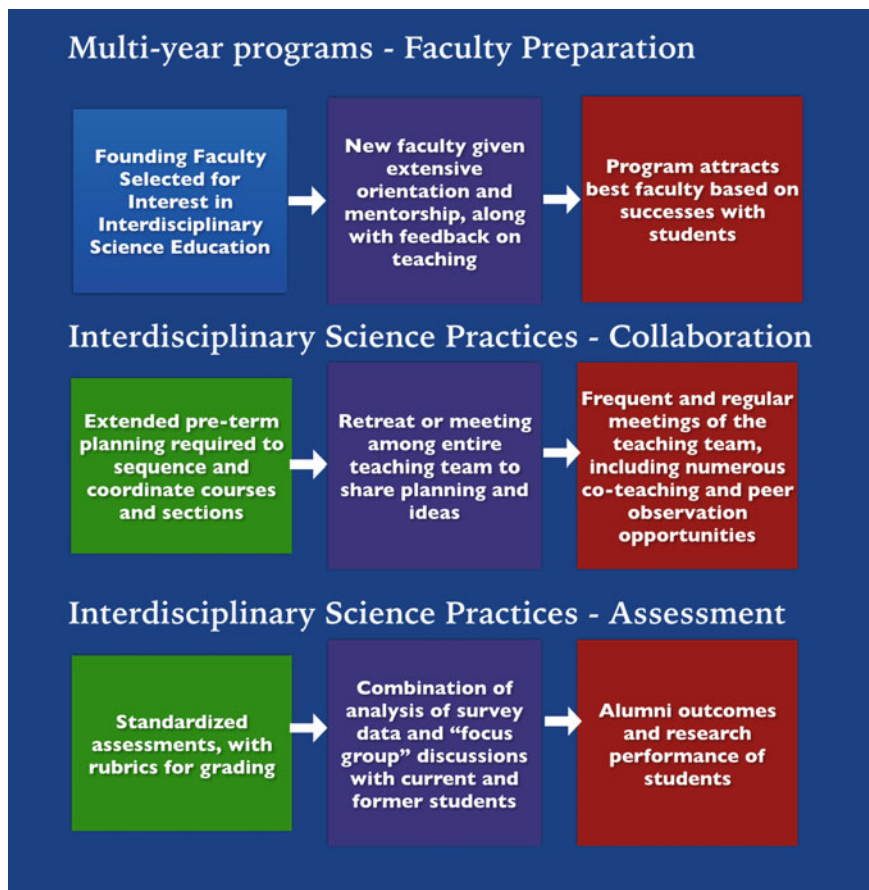 Multi-year programs - Faculty Preparation
Founding Faculty
Selected for
Interest in
Interdisciplinary
Science Education
New faculty given
extensive
orientation and
mentorship, along
with feedback on
teaching
Program attracts
best faculty based on
successes with
students
Interdisciplinary Science Practices - Collaboration
Extended pre-term
planning required to
sequence and
coordinate courses
and sections
Retreat or meeting
among entire
teaching team to
share planning and
ideas
Frequent and regular
meetings of the
teaching team,
including numerous
co-teaching and peer
observation
opportunities
Interdisciplinary Science Practices - Assessment
Standardized
assessments, with
rubrics for grading
Combination of
analysis of survey
data and “focus
group” discussions
with current and
former students
Alumni outcomes
and research
performance of
students